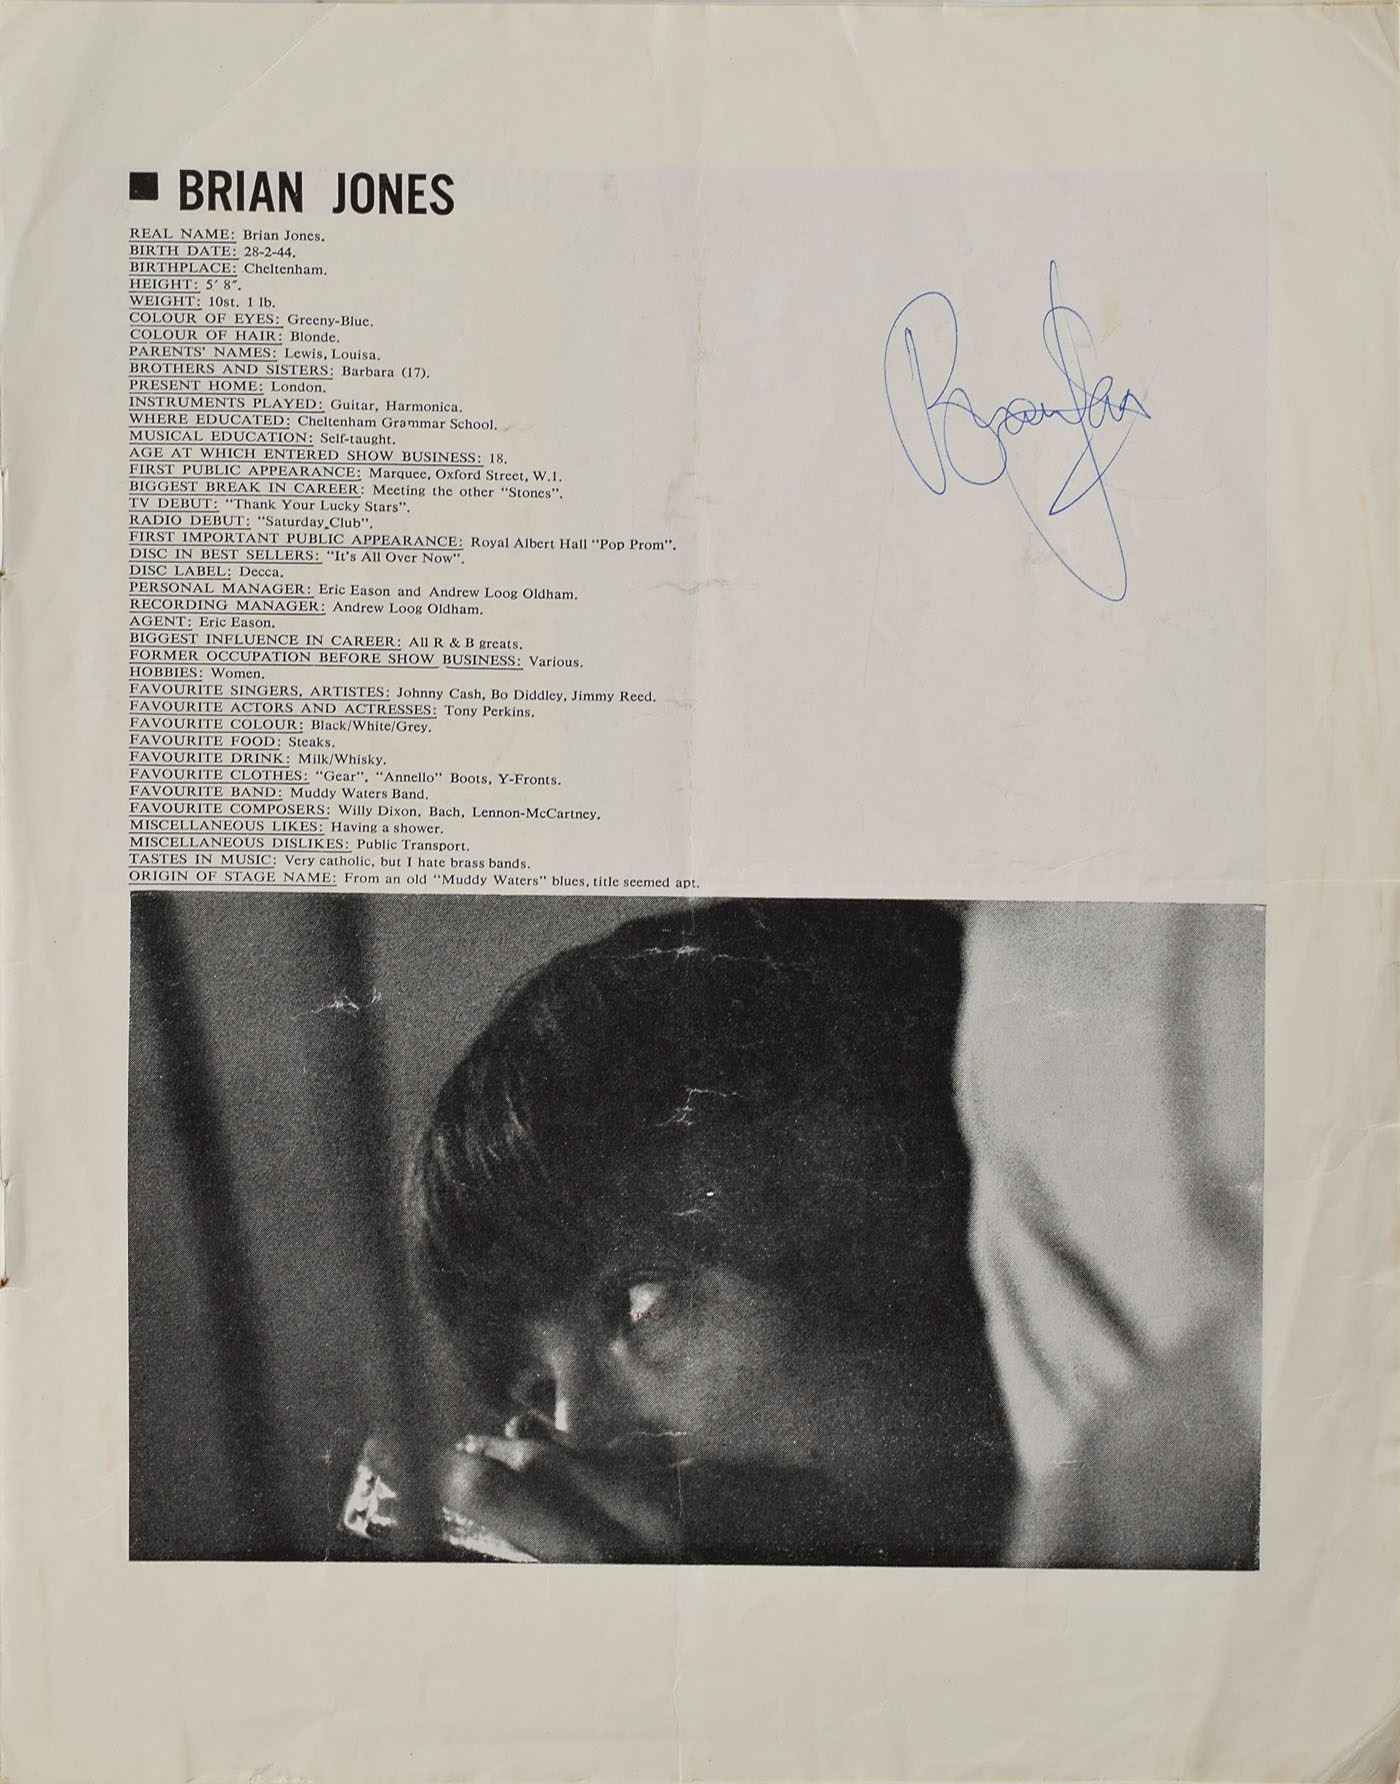 BRIAN JONES
REAL NAME: Brian Jones.
BIRTH DATE: 28-2-44.
BIRTHPLACE: Cheltenham.
HEIGHT: 5' 8".
WEIGHT: 10st. 1 lb.
COLOUR OF EYES: Greeny-Blue.
COLOUR OF HAIR: Blonde.
PARENTS' NAMES: Lewis, Louisa.
BROTHERS AND SISTERS: Barbara (17).
PRESENT HOME: London.
INSTRUMENTS PLAYED: Guitar, Harmonica.
WHERE EDUCATED: Cheltenham Grammar School.
MUSICAL EDUCATION: Self-taught.
AGE AT WHICH ENTERED SHOW BUSINESS: 18.
FIRST PUBLIC APPEARANCE: Marquee, Oxford Street, W.1.
BIGGEST BREAK IN CAREER: Meeting the other "Stones".
TV DEBUT: "Thank Your Lucky Stars".
RADIO DEBUT: "Saturday Club".
FIRST IMPORTANT PUBLIC APPEARANCE: Royal Albert Hall "Pop Prom".
DISC IN BEST SELLERS: "It's All Over Now".
DISC LABEL: Decca.
PERSONAL MANAGER: Eric Eason and Andrew Loog Oldham.
RECORDING MANAGER: Andrew Loog Oldham.
AGENT: Eric Eason.
BIGGEST INFLUENCE IN CAREER: All R & B greats.
FORMER OCCUPATION BEFORE SHOW BUSINESS: Various.
HOBBIES: Women.
FAVOURITE SINGERS, ARTISTES: Johnny Cash, Bo Diddley, Jimmy Reed.
FAVOURITE ACTORS AND ACTRESSES: Tony Perkins.
FAVOURITE COLOUR: Black/White/Grey.
FAVOURITE FOOD: Steaks.
FAVOURITE DRINK: Milk/Whisky.
FAVOURITE CLOTHES: "Gear", "Annello" Boots, Y-Fronts.
FAVOURITE BAND: Muddy Waters Band.
FAVOURITE COMPOSERS: Willy Dixon, Bach, Lennon-McCartney.
MISCELLANEOUS LIKES: Having a shower.
MISCELLANEOUS DISLIKES: Public Transport.
TASTES IN MUSIC: Very catholic, but I hate brass bands.
ORIGIN OF STAGE NAME: From an old "Muddy Waters" blues, title seemed apt.
Brian Jones